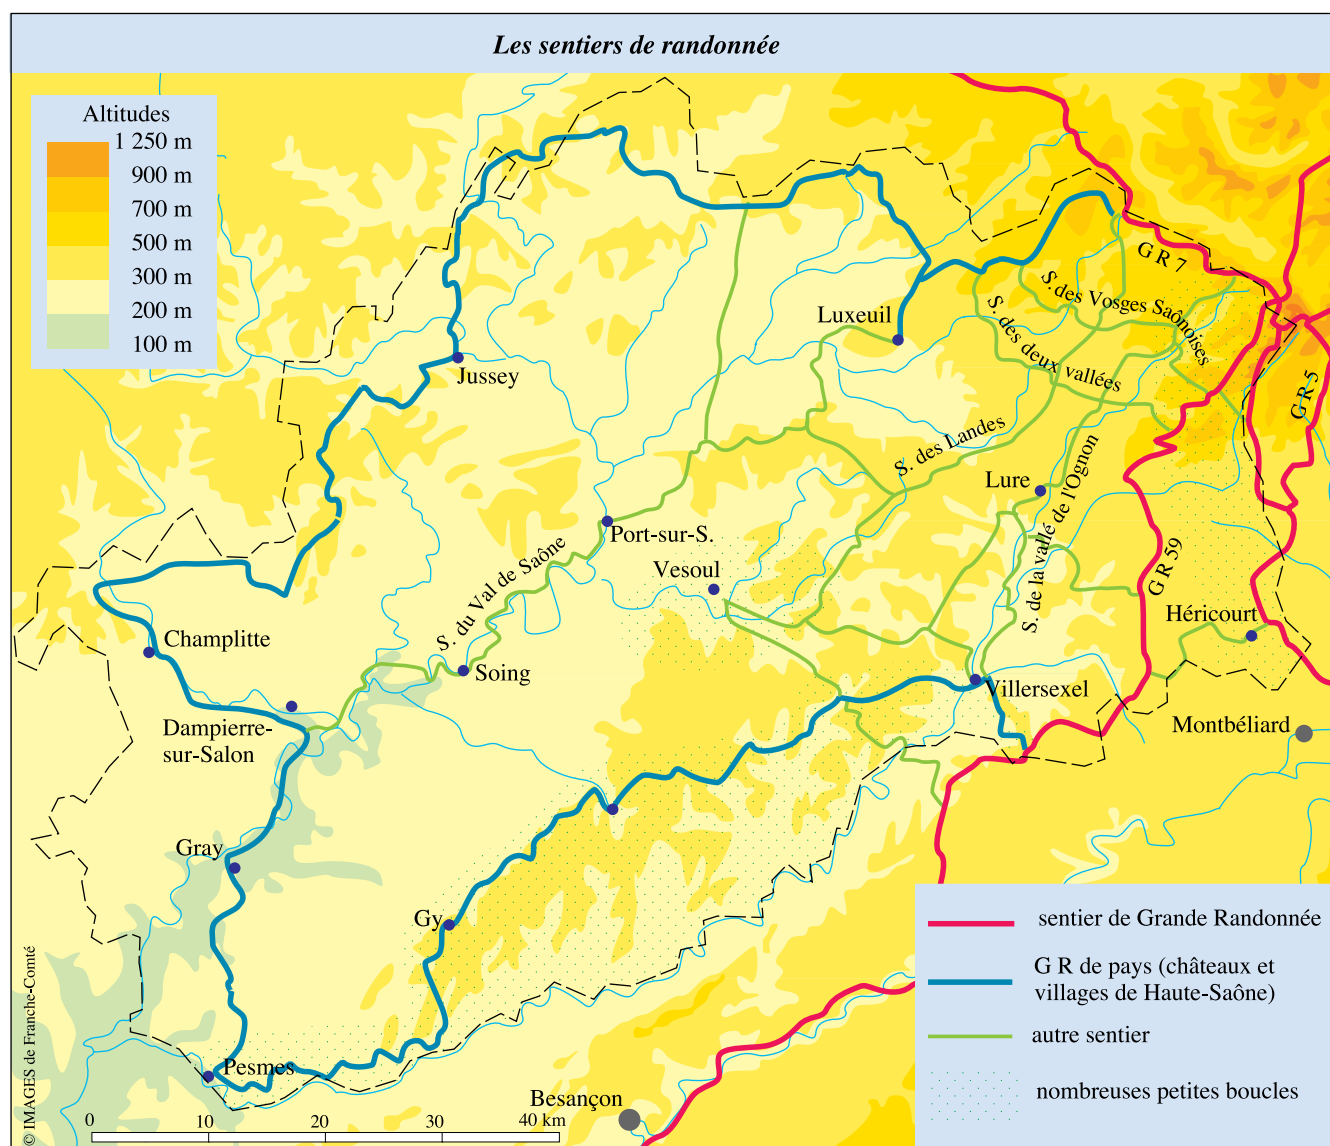 Les sentiers de randonnée
Altitudes
1 250 m
900 m
700 m
500 m
300 m
200 m
100 m
G R 7
S. des Vosges Saônoises
Luxeuil
S. des deux vallées
Jussey
G R 5
S. des Landes
Lure
S. de la vallé de l'Ognon
Port-sur-S.
S. du Val de Saône
Vesoul
G R 59
Héricourt
Champlitte
Soing
Villersexel
Dampierre-
sur-Salon
Montbéliard
Gray
Gy
Pesmes
Besançon
0 10 20 30 40 km
sentier de Grande Randonnée
G R de pays (châteaux et
villages de Haute-Saône)
autre sentier
nombreuses petites boucles
© IMAGES de Franche-Comté